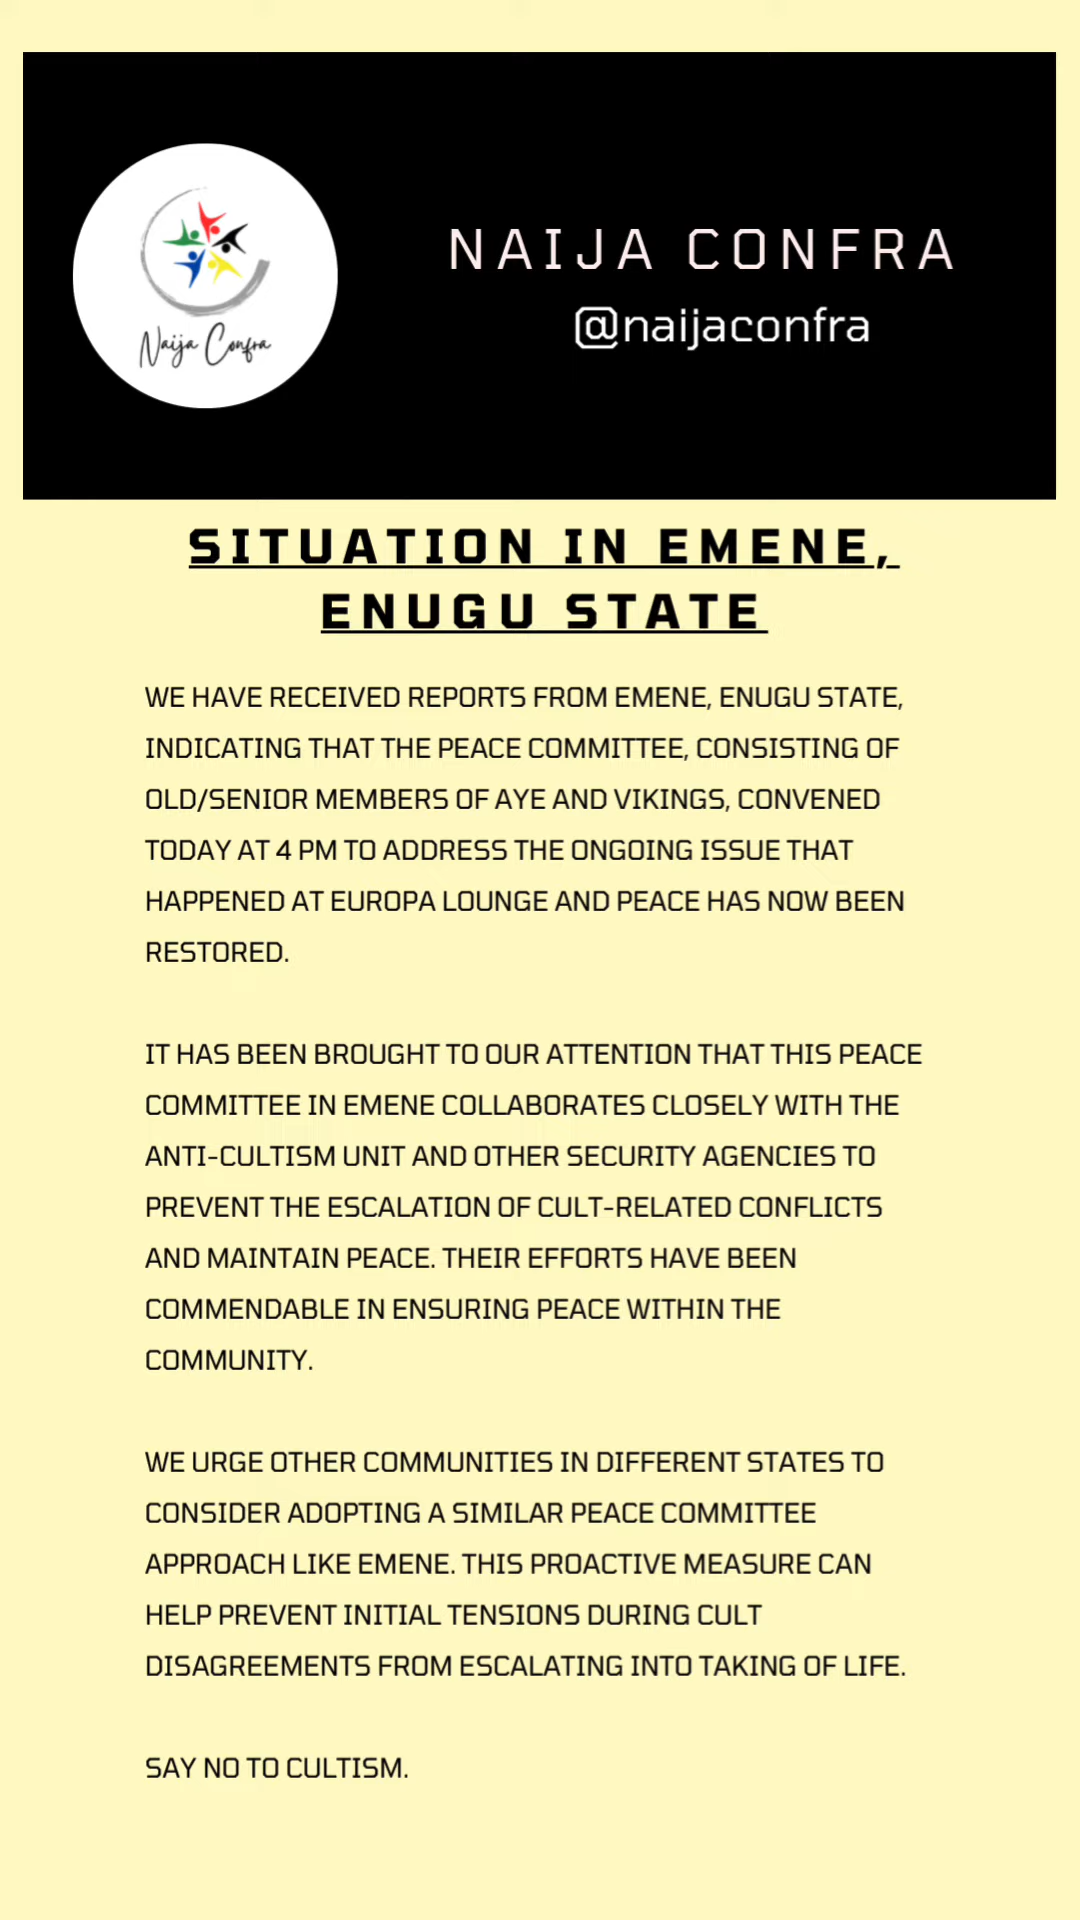 Naija Confra
NAIJA CONFRA
@naijaconfra
SITUATION IN EMENE,
ENUGU STATE
WE HAVE RECEIVED REPORTS FROM EMENE, ENUGU STATE,
INDICATING THAT THE PEACE COMMITTEE, CONSISTING OF
OLD/SENIOR MEMBERS OF AYE AND VIKINGS, CONVENED
TODAY AT 4 PM TO ADDRESS THE ONGOING ISSUE THAT
HAPPENED AT EUROPA LOUNGE AND PEACE HAS NOW BEEN
RESTORED.
IT HAS BEEN BROUGHT TO OUR ATTENTION THAT THIS PEACE
COMMITTEE IN EMENE COLLABORATES CLOSELY WITH THE
ANTI-CULTISM UNIT AND OTHER SECURITY AGENCIES TO
PREVENT THE ESCALATION OF CULT-RELATED CONFLICTS
AND MAINTAIN PEACE. THEIR EFFORTS HAVE BEEN
COMMENDABLE IN ENSURING PEACE WITHIN THE
COMMUNITY.
WE URGE OTHER COMMUNITIES IN DIFFERENT STATES TO
CONSIDER ADOPTING A SIMILAR PEACE COMMITTEE
APPROACH LIKE EMENE. THIS PROACTIVE MEASURE CAN
HELP PREVENT INITIAL TENSIONS DURING CULT
DISAGREEMENTS FROM ESCALATING INTO TAKING OF LIFE.
SAY NO TO CULTISM.